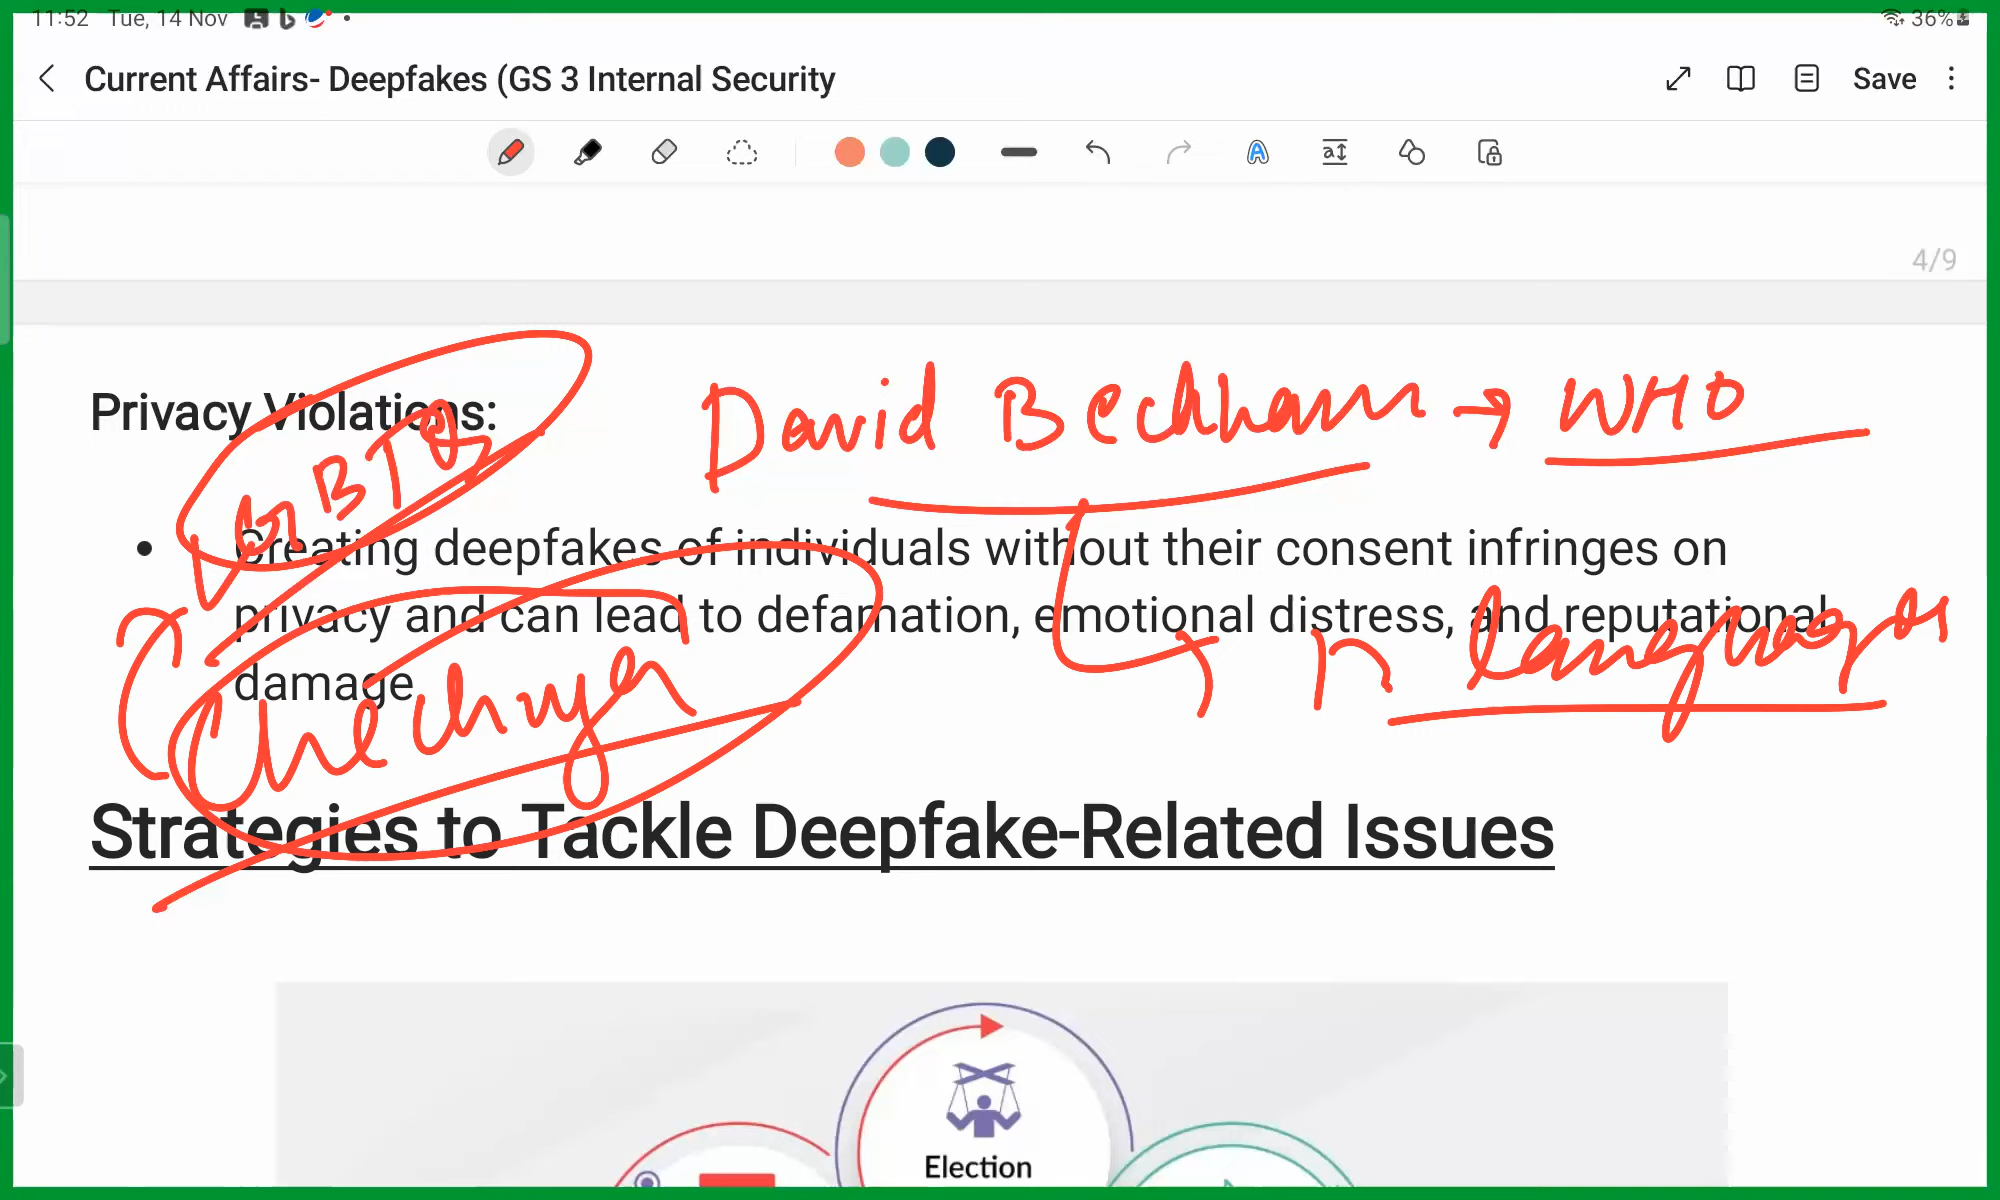 11:52 Tue, 14 Nov
36%
Current Affairs- Deepfakes (GS 3 Internal Security
Save
4/9
Privacy Violations:
LGBTQ
David Beckham → WHO
• Creating deepfakes of individuals without their consent infringes on
privacy and can lead to defamation, emotional distress, and reputational
damage
languages
Chechnya
Strategies to Tackle Deepfake-Related Issues
Election